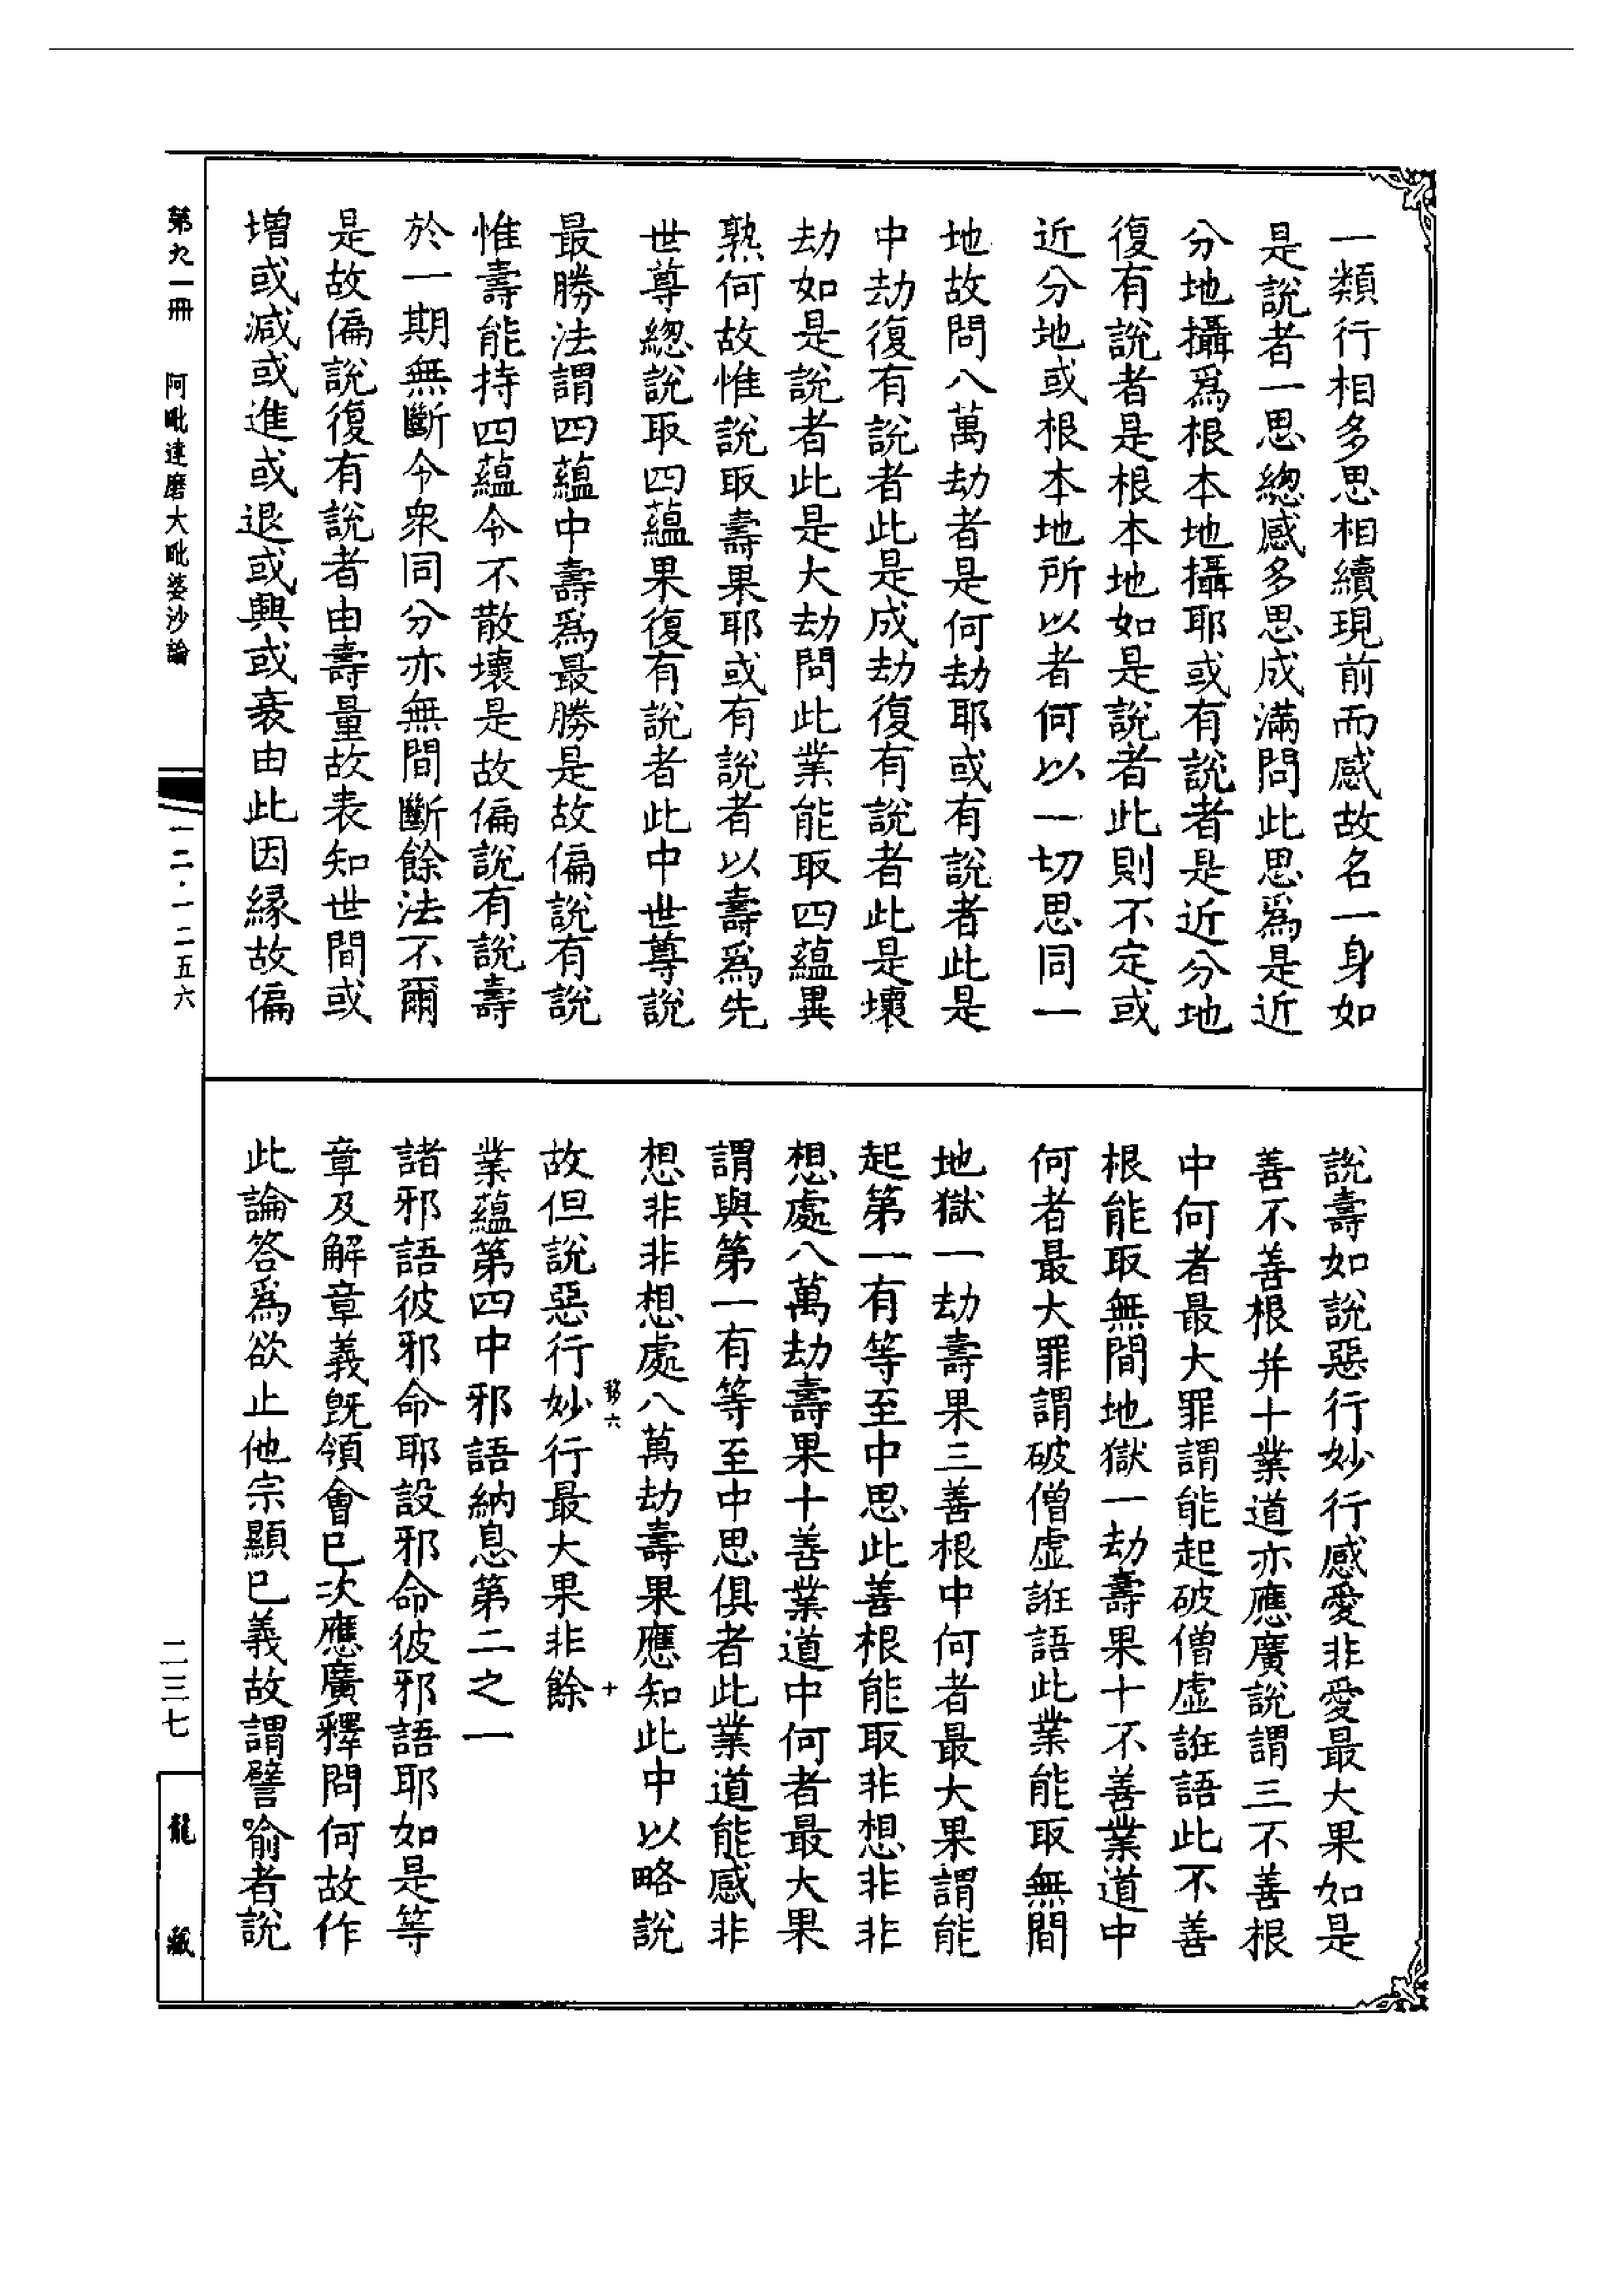 一類行相多思相續現前而感故名一身如
是說者一思總感多思成滿問此思爲是近
分地攝爲根本地攝耶或有說者是近分地
復有說者是根本地如是說者此則不定或
近分地或根本地所以者何以一切思同一
地故問八萬劫者是何劫耶或有說者此是
中劫復有說者此是成劫復有說者此是壞
劫如是說者此是大劫問此業能取四蘊異
熟何故惟說取壽果耶或有說者以壽爲先
世尊總說取四蘊果復有說者此中世尊說
最勝法謂四蘊中壽爲最勝是故偏說有說
惟壽能持四蘊令不散壞是故偏說有說壽
於一期無斷令衆同分亦無間斷餘法不爾
是故偏說復有說者由壽量故表知世間或
增或減或進或退或興或衰由此因緣故偏
說壽如說惡行妙行感愛非愛最大果如是
善不善根并十業道亦應廣說謂三不善根
中何者最大罪謂能起破僧虛誑語此不善
根能取無間地獄一劫壽果十不善業道中
何者最大罪謂破僧虛誑語此業能取無間
地獄一劫壽果三善根中何者最大果謂能
起第一有等至中思此善根能取非想非非
想處八萬劫壽果十善業道中何者最大果
謂與第一有等至中思俱者此業道能感非
想非非想處八萬劫壽果應知此中以略說
移六 十
故但說惡行妙行最大果非餘
業蘊第四中邪語納息第二之一
諸邪語彼邪命耶設邪命彼邪語耶如是等
章及解章義旣領會已次應廣釋問何故作
此論答爲欲止他宗顯已義故謂譬喻者說
第九一冊 阿毗達磨大毗婆沙論
一二·一二五六
二三七
龍藏